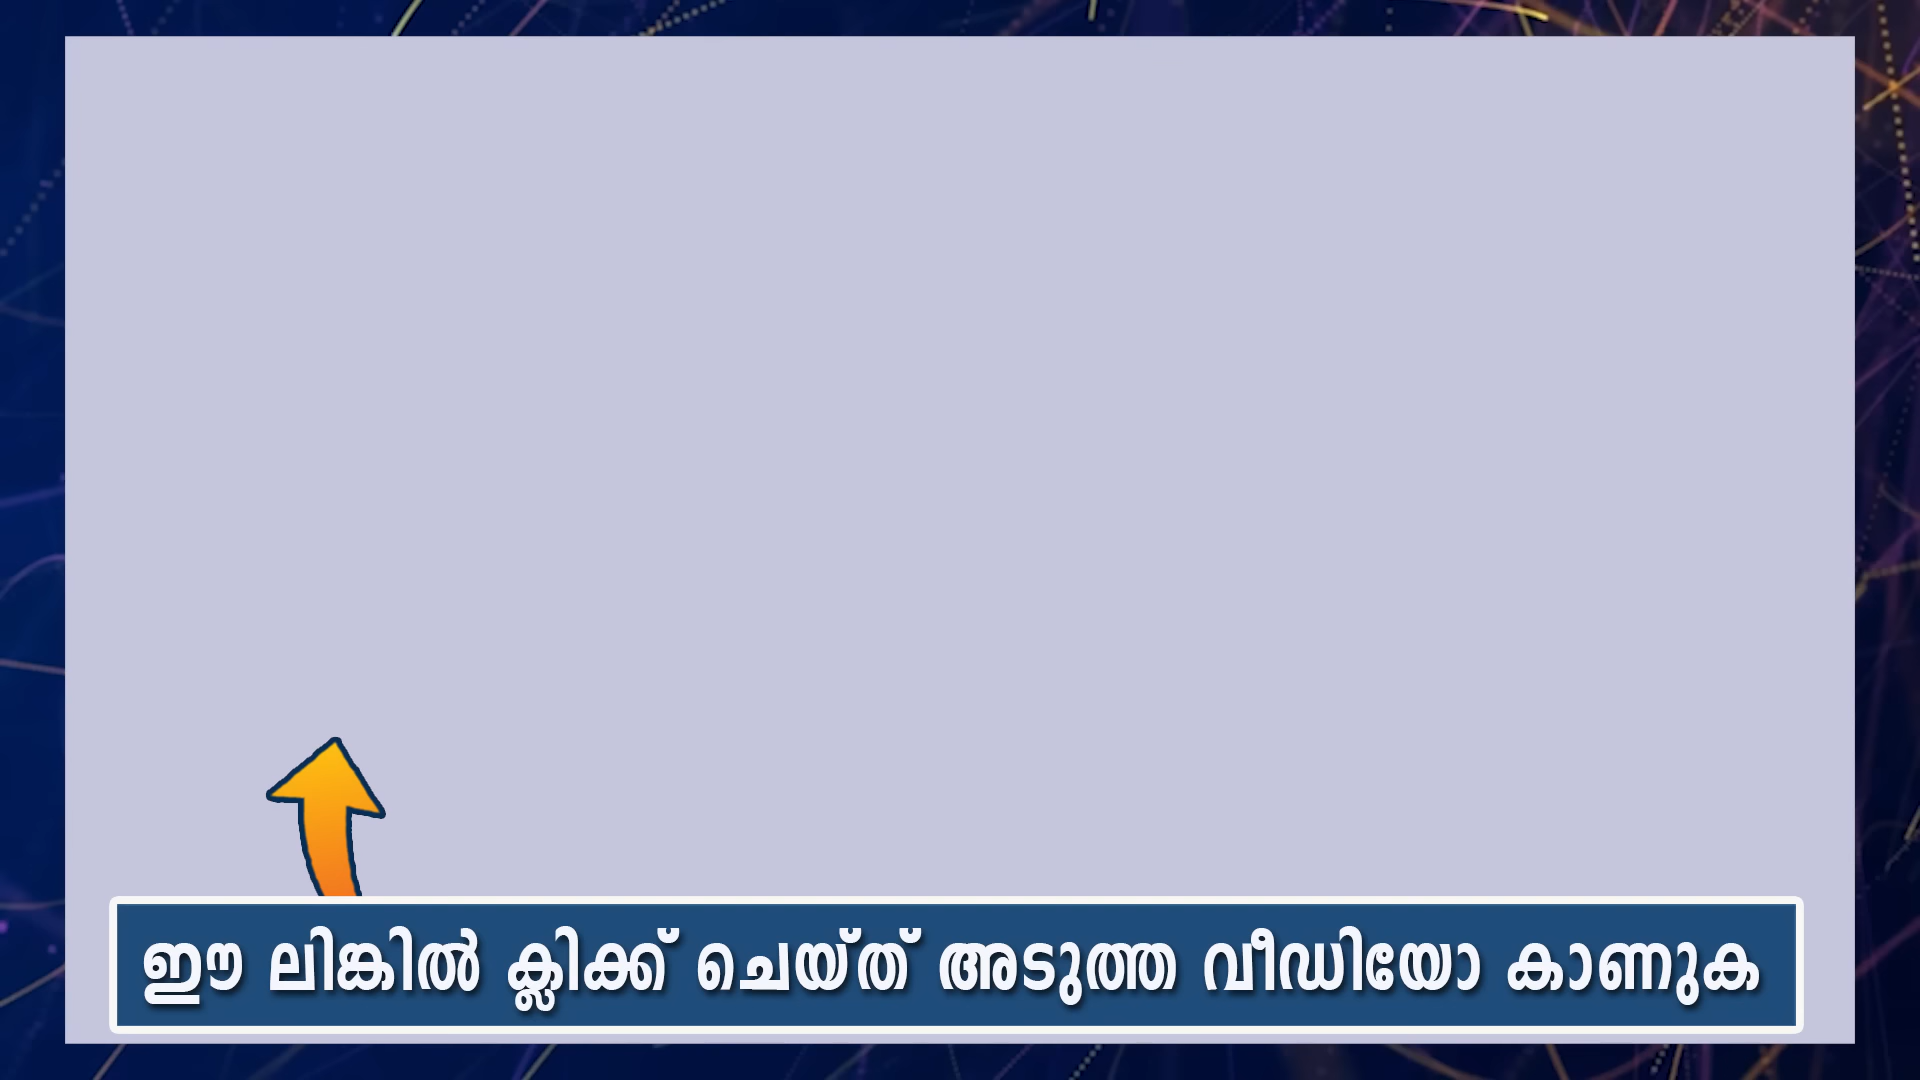 ഈ ലിങ്കിൽ ക്ലിക്ക് ചെയ്ത് അടുത്ത വീഡിയോ കാണുക